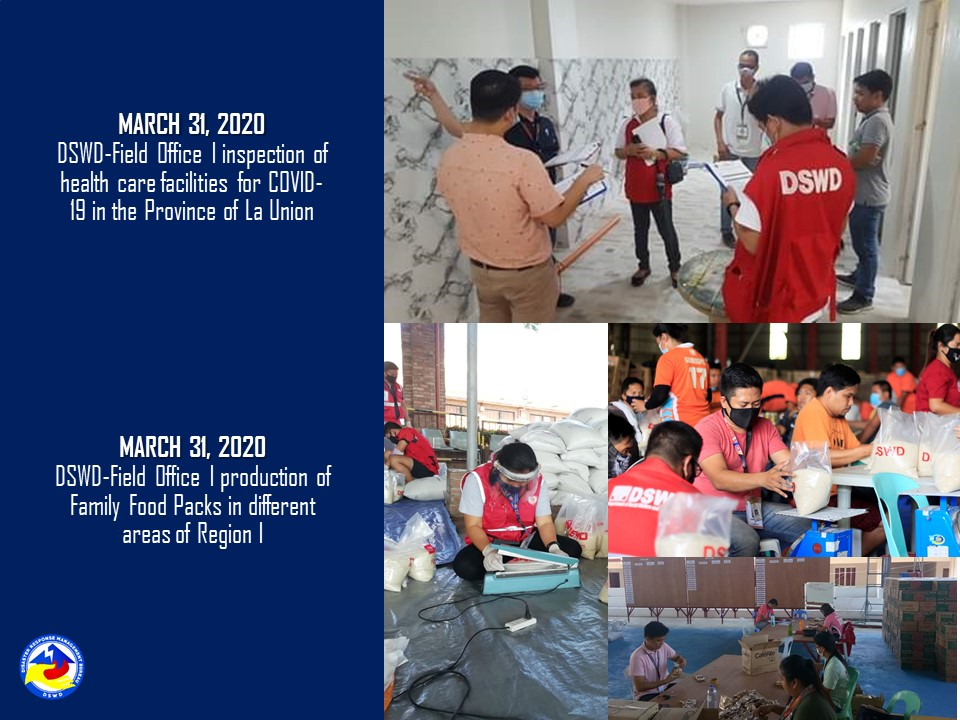 MARCH 31, 2020
DSWD-Field Office I inspection of
health care facilities for COVID-
19 in the Province of La Union
DSWD
MARCH 31, 2020
DSWD-Field Office I production of
Family Food Packs in different
areas of Region I
17
DSWD
DSWD
DISASTER RESPONSE MANAGEMENT BUREAU
DSWD